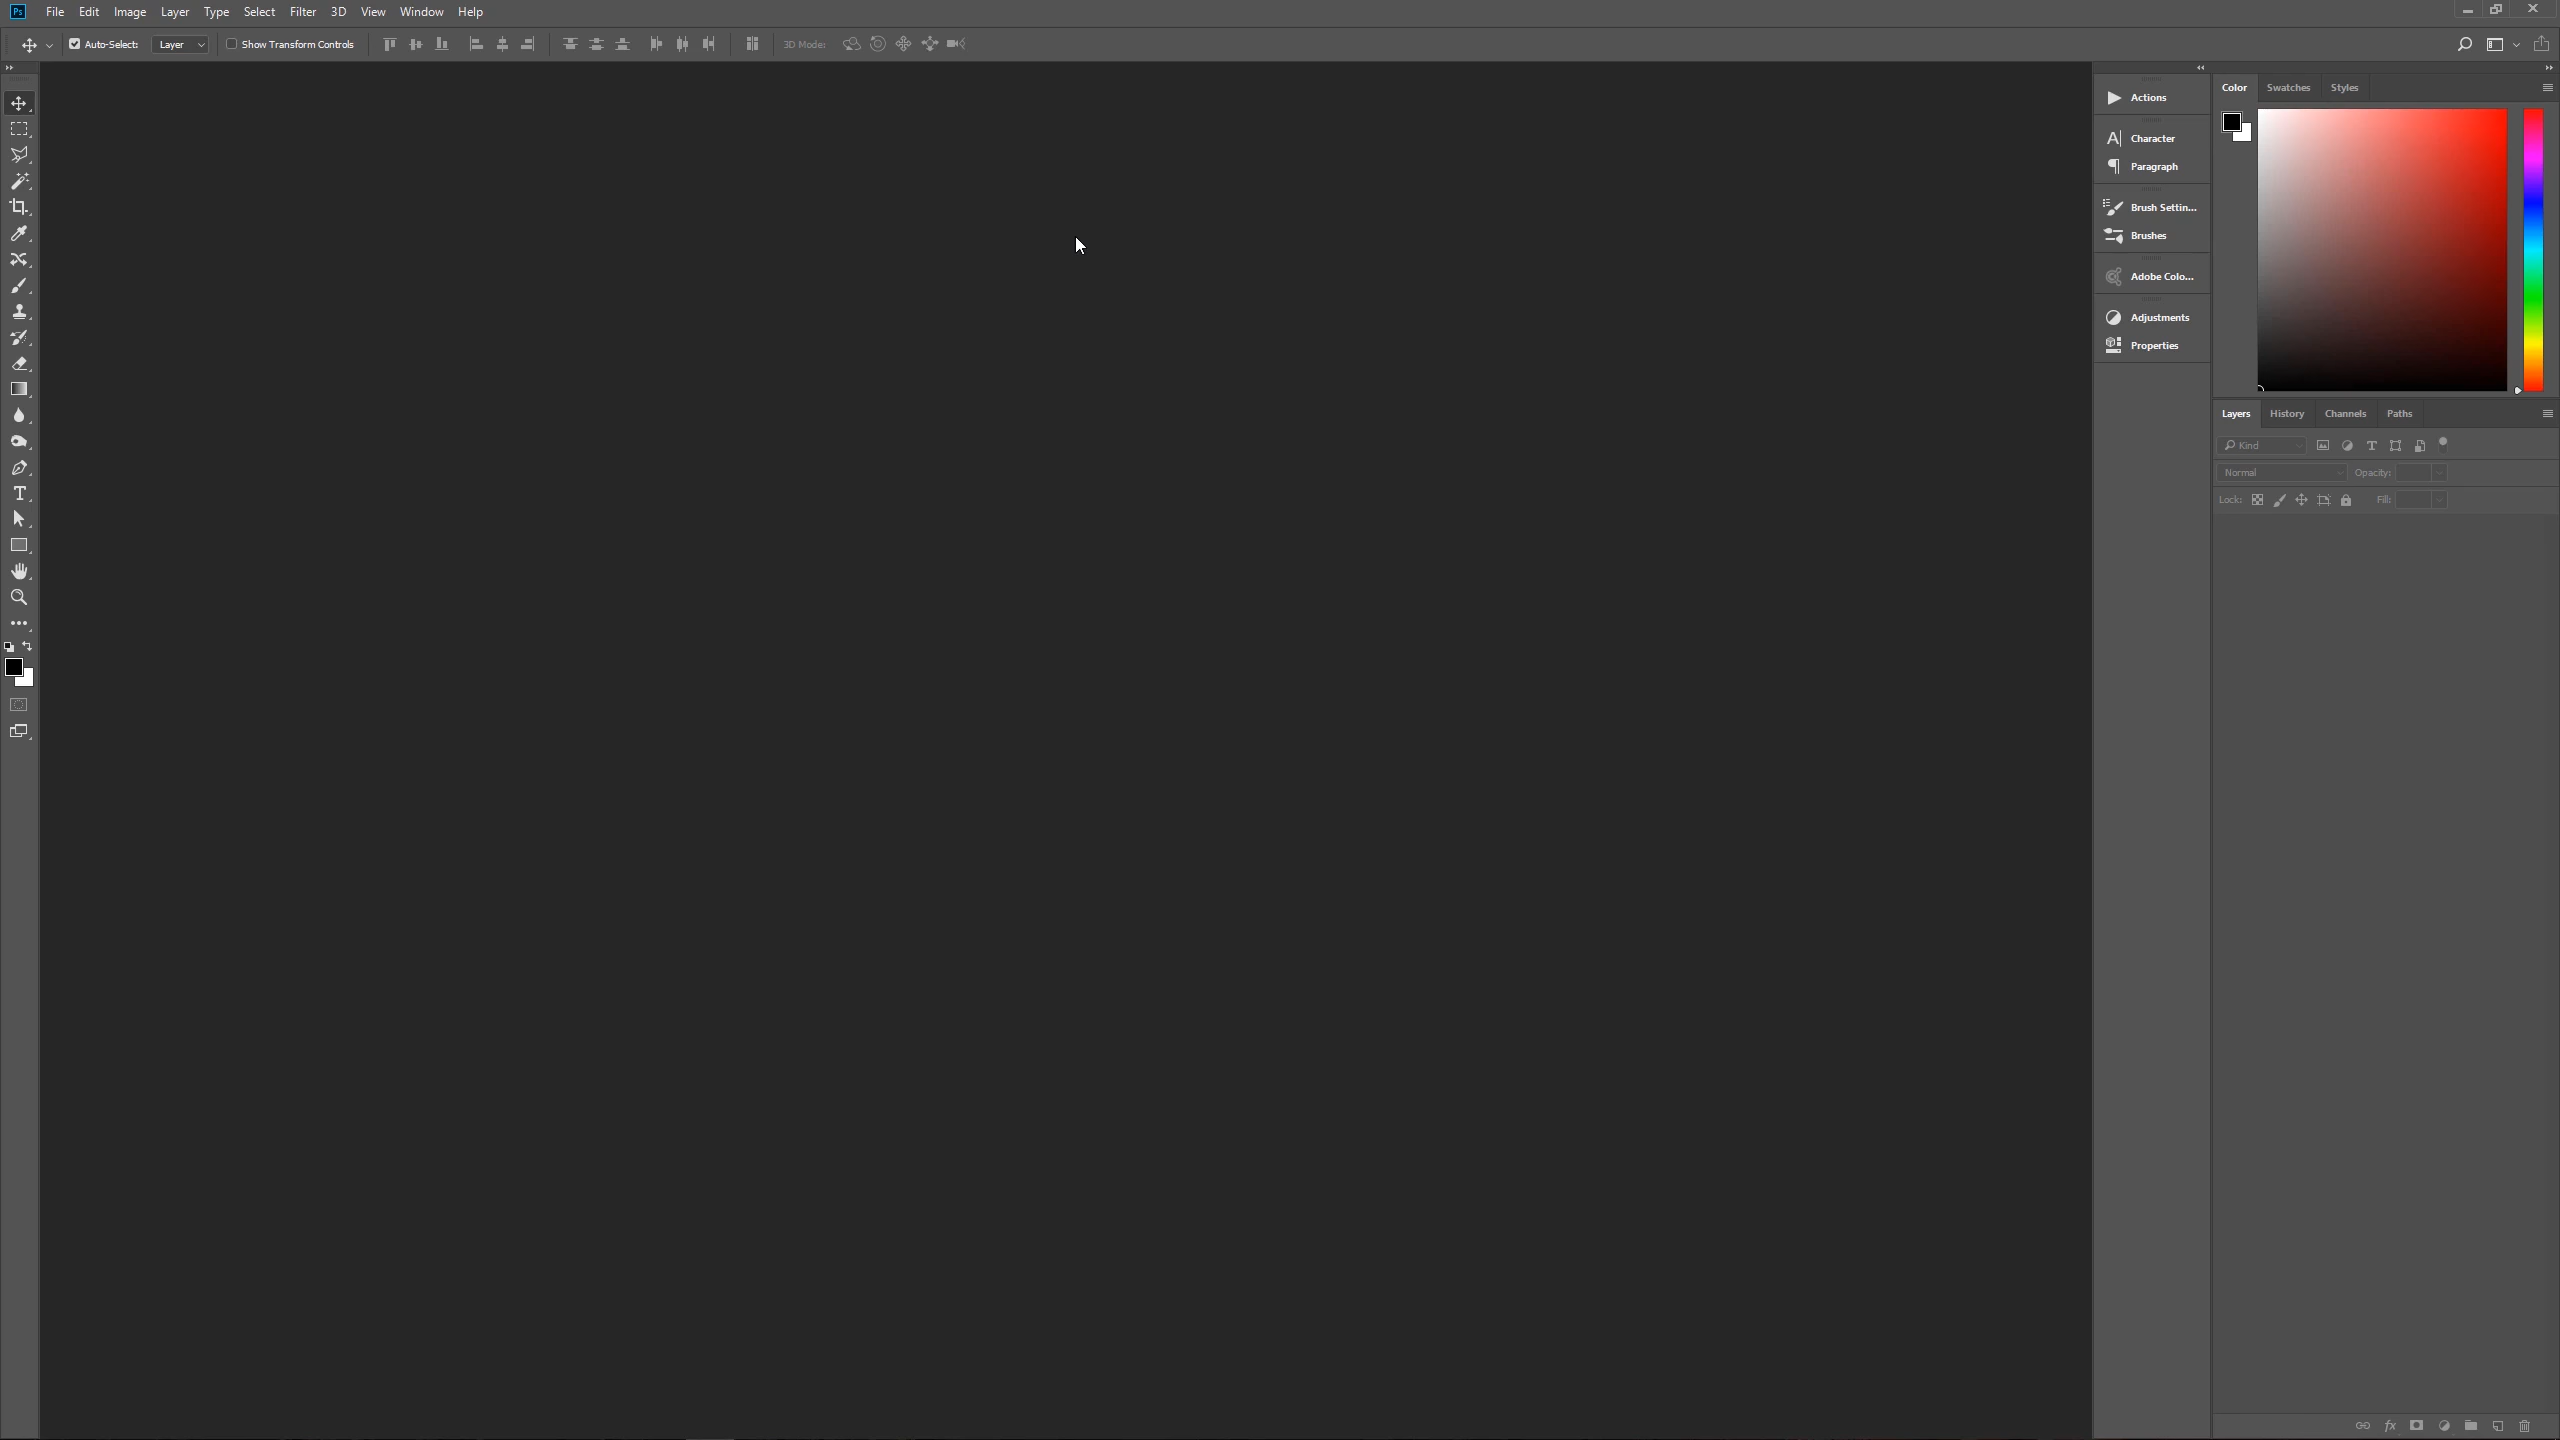 Ps File Edit Image Layer Type Select Filter 3D View Window Help
Auto-Select: Layer Show Transform Controls 3D Mode:
Actions
Character
Paragraph
Brush Settin...
Brushes
Adobe Colo...
Adjustments
Properties
Color Swatches Styles
Layers History Channels Paths
Kind
Normal Opacity:
Lock: Fill:
fx